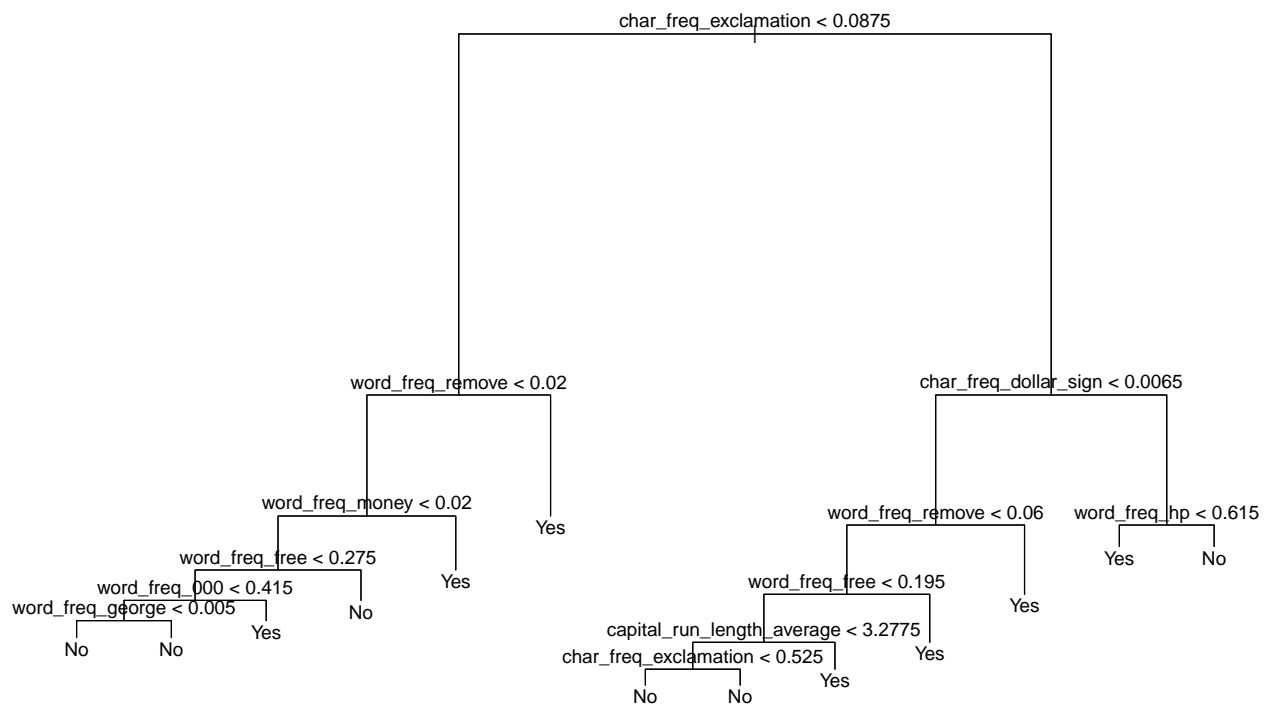 char_freq_exclamation < 0.0875
word_freq_remove < 0.02
char_freq_dollar_sign < 0.0065
word_freq_money < 0.02
Yes
word_freq_remove < 0.06
word_freq_hp < 0.615
word_freq_free < 0.275
Yes
Yes
No
word_freq_000 < 0.415
No
word_freq_free < 0.195
Yes
word_freq_george < 0.005
Yes
capital_run_length_average < 3.2775
Yes
No
No
char_freq_exclamation < 0.525
Yes
No
No